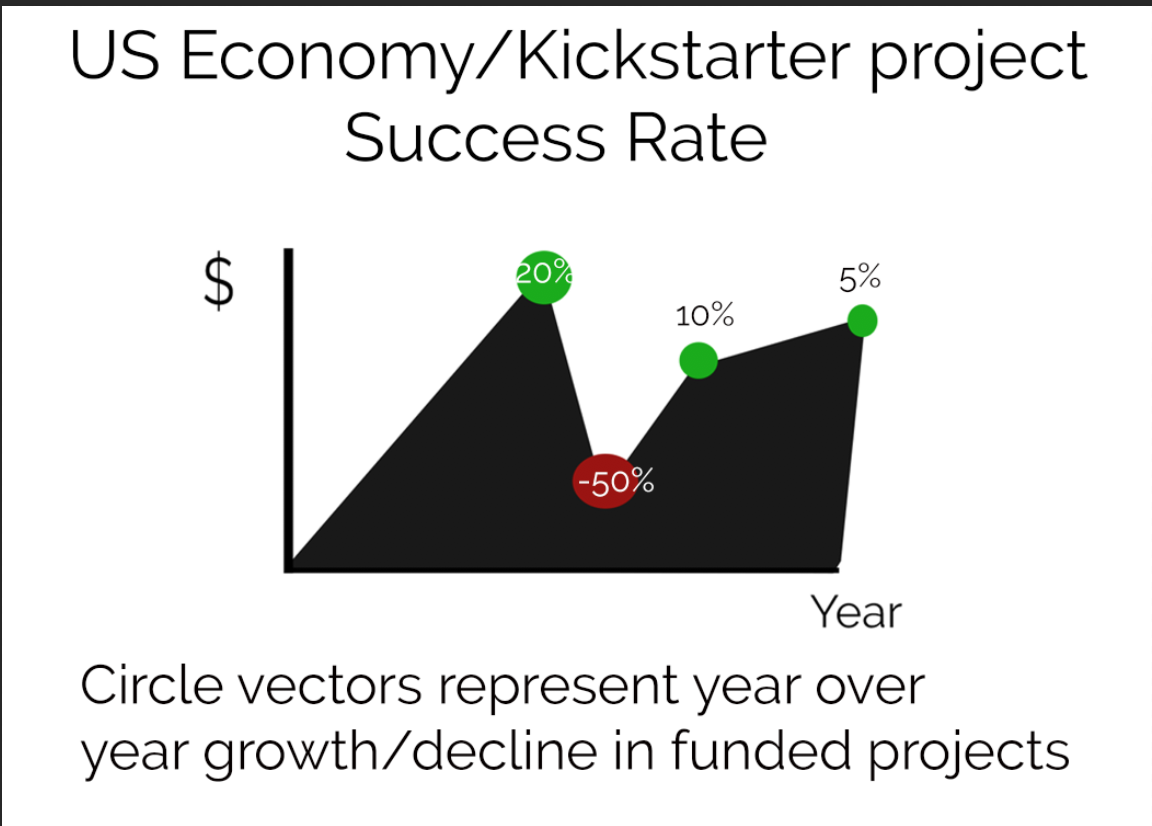 US Economy/Kickstarter project
Success Rate
$
20%
5%
10%
-50%
Year
Circle vectors represent year over
year growth/decline in funded projects